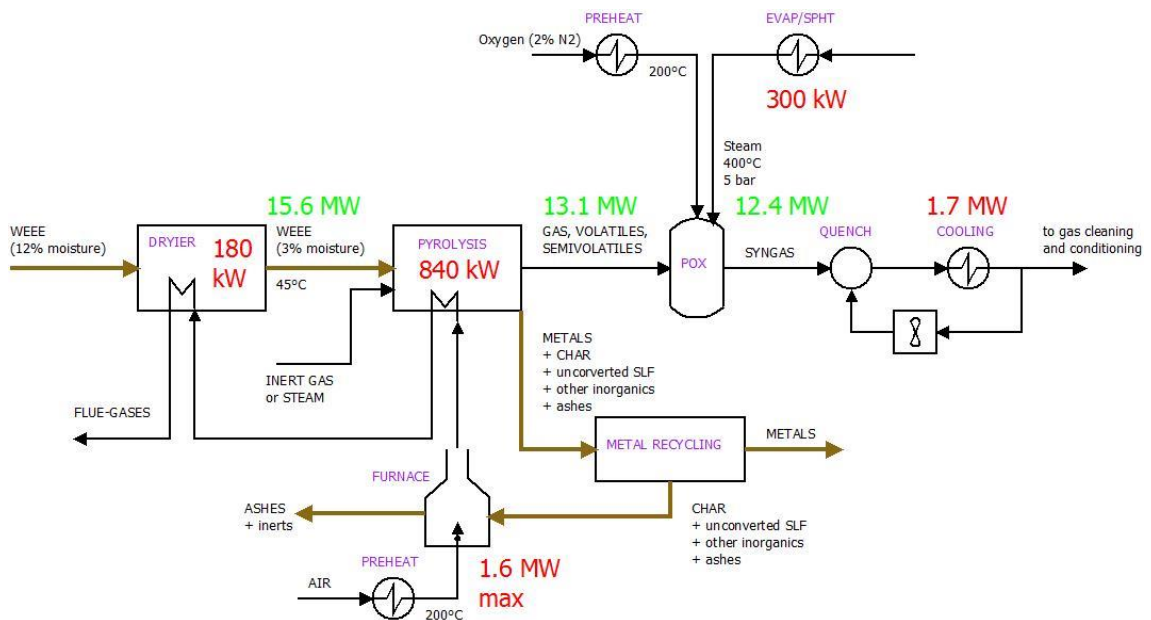 PREHEAT
EVAP/SPHT
Oxygen (2% N2)
200°C
300 kW
Steam
400°C
5 bar
15.6 MW
13.1 MW
12.4 MW
1.7 MW
WEEE
(12% moisture)
DRYIER
180
kW
WEEE
(3% moisture)
45°C
PYROLYSIS
840 kW
GAS, VOLATILES,
SEMIVOLATILES
POX
SYNGAS
QUENCH
COOLING
to gas cleaning
and conditioning
INERT GAS
or STEAM
METALS
+ CHAR
+ unconverted SLF
+ other inorganics
+ ashes
FLUE-GASES
METAL RECYCLING
METALS
FURNACE
ASHES
+ inerts
CHAR
+ unconverted SLF
+ other inorganics
+ ashes
PREHEAT
AIR
200°C
1.6 MW
max